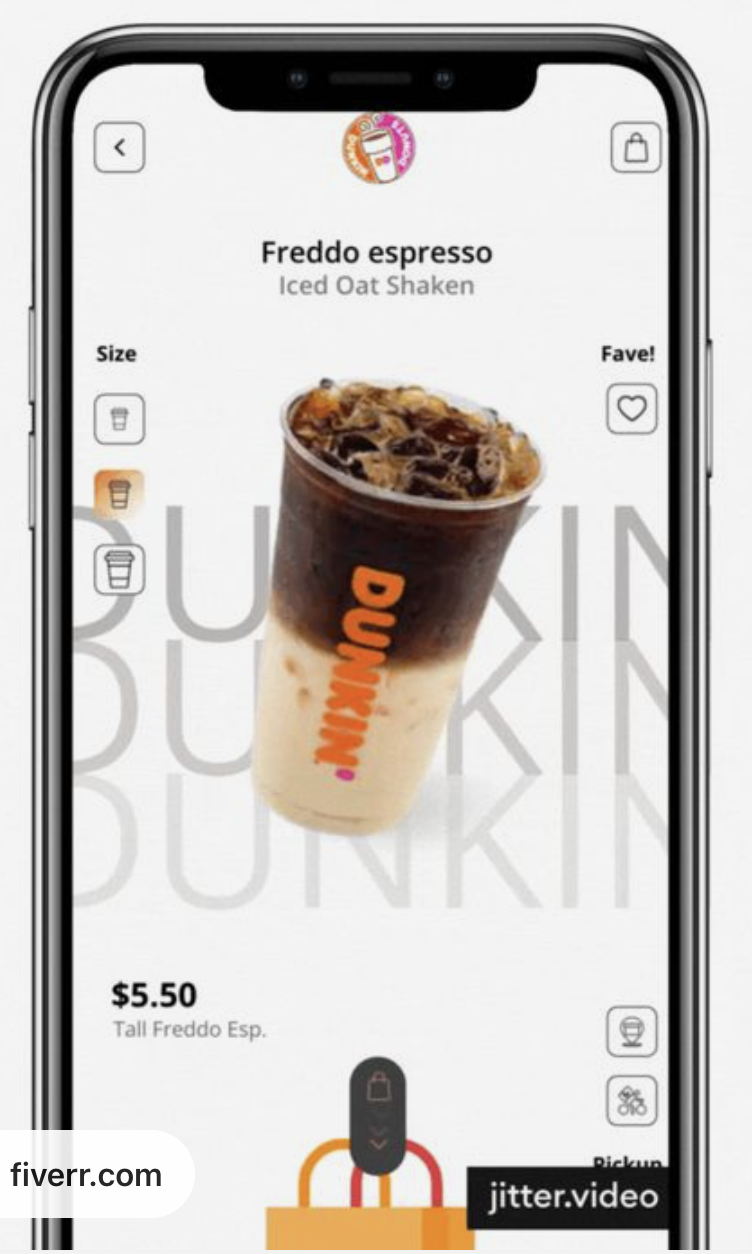 Freddo espresso
Iced Oat Shaken
Size
Fave!
DUNKIN'
DUNKIN
DUNKIN
DUNKIN
$5.50
Tall Freddo Esp.
Pickup
fiverr.com
jitter.video